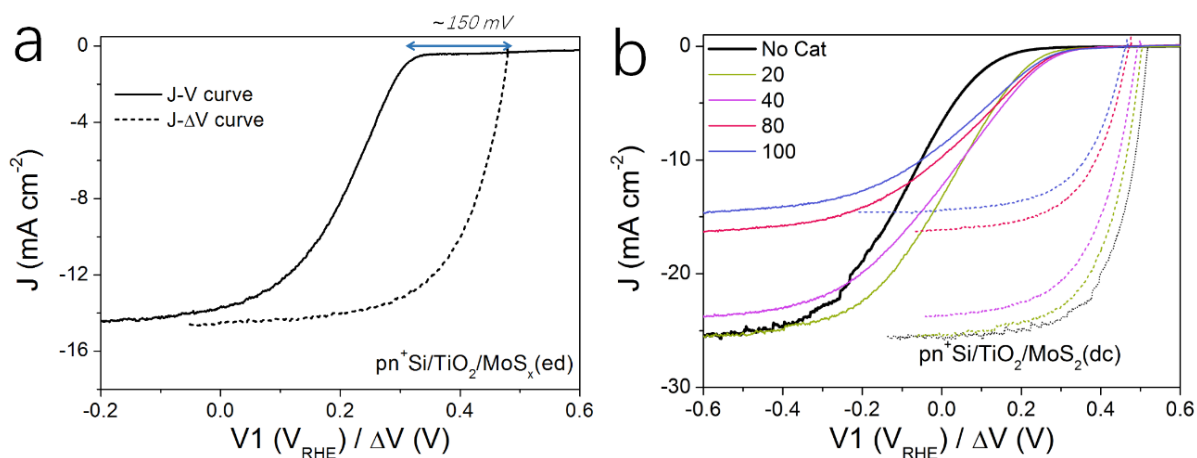 a
~150 mV
0
-4
-8
-12
-16
J-V curve
J-ΔV curve
pn⁺Si/TiO₂/MoSₓ(ed)
-0.2 0.0 0.2 0.4 0.6
V1 (V_RHE) / ΔV (V)
J (mA cm⁻²)
b
0
-10
-20
-30
No Cat
20
40
80
100
pn⁺Si/TiO₂/MoS₂(dc)
-0.6 -0.4 -0.2 0.0 0.2 0.4 0.6
V1 (V_RHE) / ΔV (V)
J (mA cm⁻²)